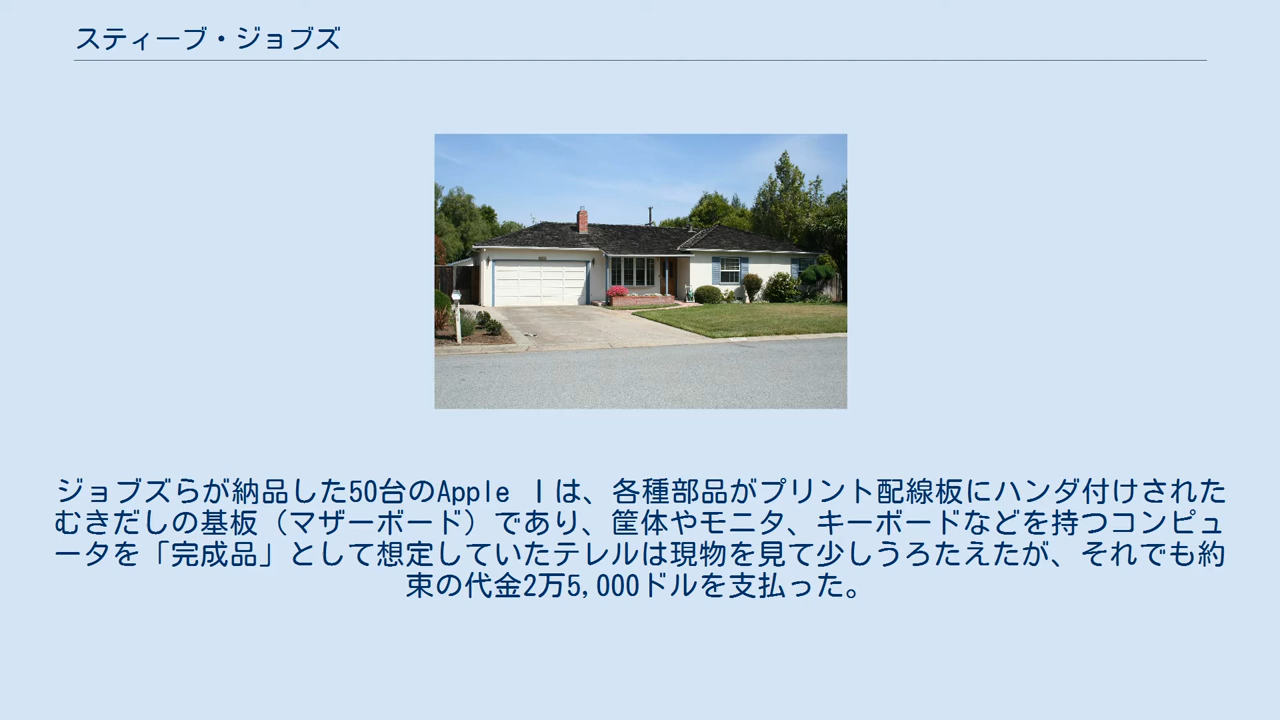 スティーブ・ジョブズ
ジョブズらが納品した50台のApple Iは、各種部品がプリント配線板にハンダ付けされた
むきだしの基板（マザーボード）であり、筐体やモニタ、キーボードなどを持つコンピュ
ータを「完成品」として想定していたテレルは現物を見て少しうろたえたが、それでも約
束の代金2万5,000ドルを支払った。